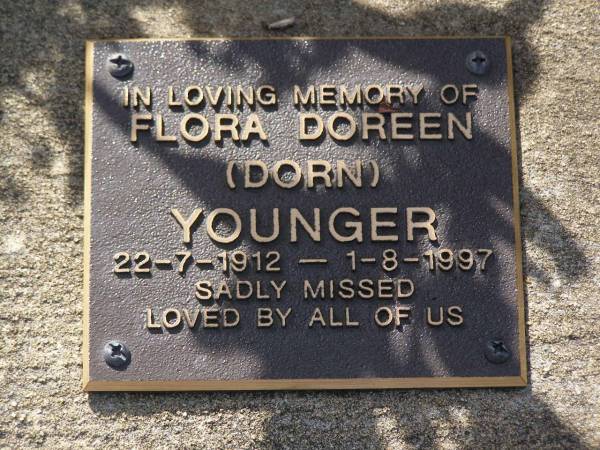 IN LOVING MEMORY OF
FLORA DOREEN
(DORN)
YOUNGER
22-7-1912 — 1-8-1997
SADLY MISSED
LOVED BY ALL OF US